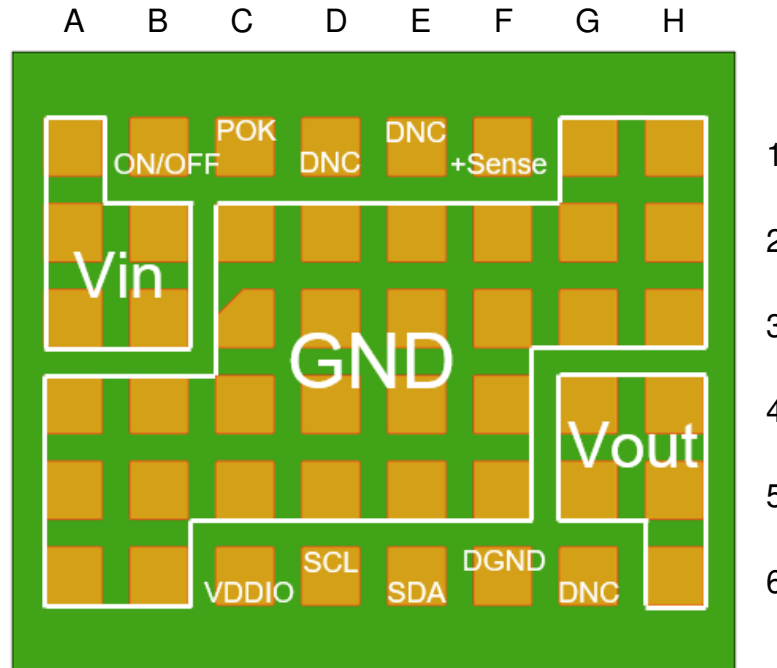 A B C D E F G H
POK DNC
ON/OFF DNC +Sense
1
2
Vin
3
GND
4
Vout
5
SCL DGND
VDDIO SDA DNC
6